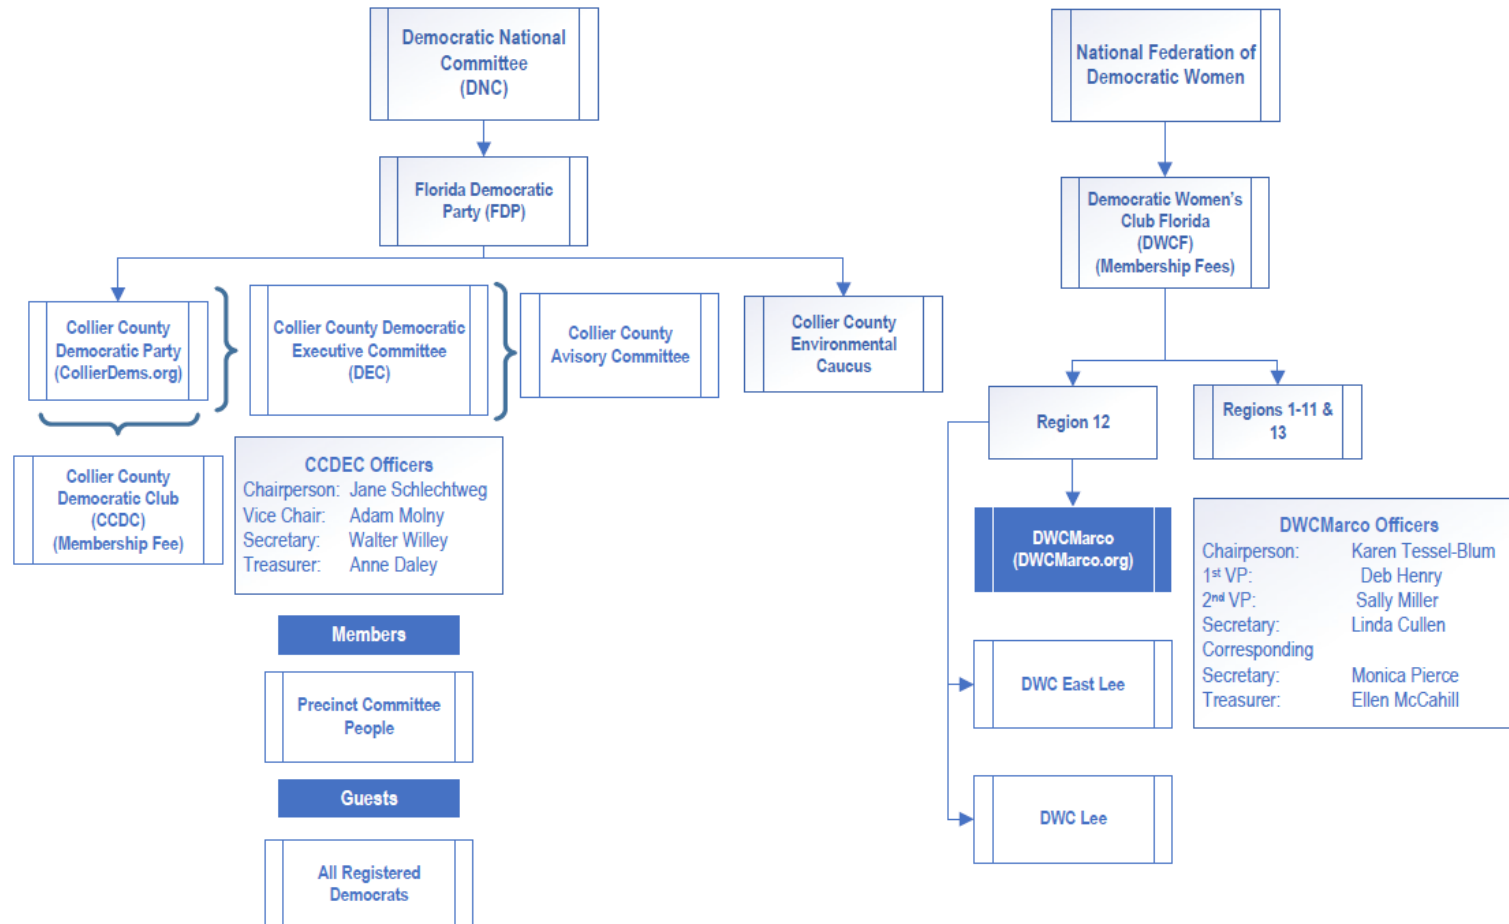 Democratic National
Committee
(DNC)
Florida Democratic
Party (FDP)
Collier County
Democratic Party
(CollierDems.org)
Collier County Democratic
Executive Committee
(DEC)
Collier County
Avisory Committee
Collier County
Environmental
Caucus
Collier County
Democratic Club
(CCDC)
(Membership Fee)
CCDEC Officers
Chairperson: Jane Schlechtweg
Vice Chair: Adam Molny
Secretary: Walter Willey
Treasurer: Anne Daley
Members
Precinct Committee
People
Guests
All Registered
Democrats
National Federation of
Democratic Women
Democratic Women's
Club Florida
(DWCF)
(Membership Fees)
Region 12
Regions 1-11 &
13
DWCMarco
(DWCMarco.org)
DWC East Lee
DWC Lee
DWCMarco Officers
Chairperson: Karen Tessel-Blum
1st VP: Deb Henry
2nd VP: Sally Miller
Secretary: Linda Cullen
Corresponding
Secretary: Monica Pierce
Treasurer: Ellen McCahill